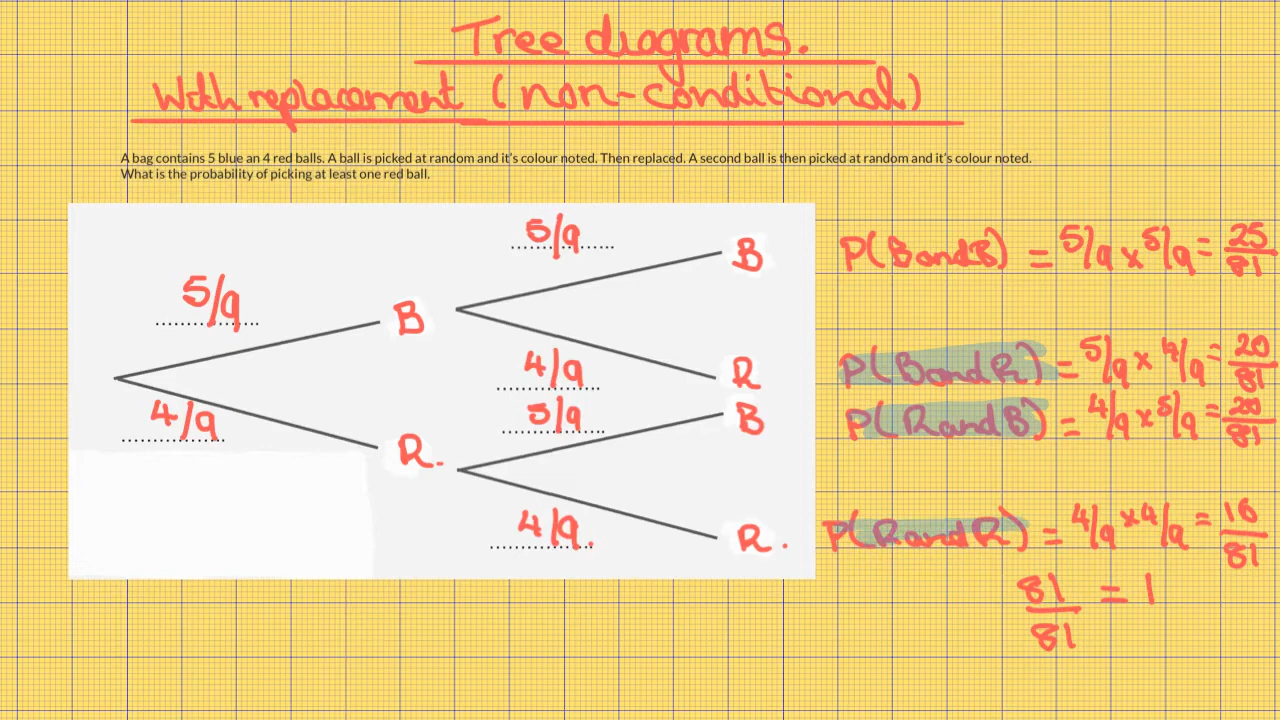 Tree diagrams.
With replacement (non-conditional)
A bag contains 5 blue an 4 red balls. A ball is picked at random and it's colour noted. Then replaced. A second ball is then picked at random and it's colour noted.
What is the probability of picking at least one red ball.
5/9
B
P(B and B) = 5/9 x 5/9 = 25/81
5/9
B
4/9
R
P(B and R) = 5/9 x 4/9 = 20/81
4/9
5/9
B
P(R and B) = 4/9 x 5/9 = 20/81
R.
4/9.
R.
P(R and R) = 4/9 x 4/9 = 16/81
81/81 = 1